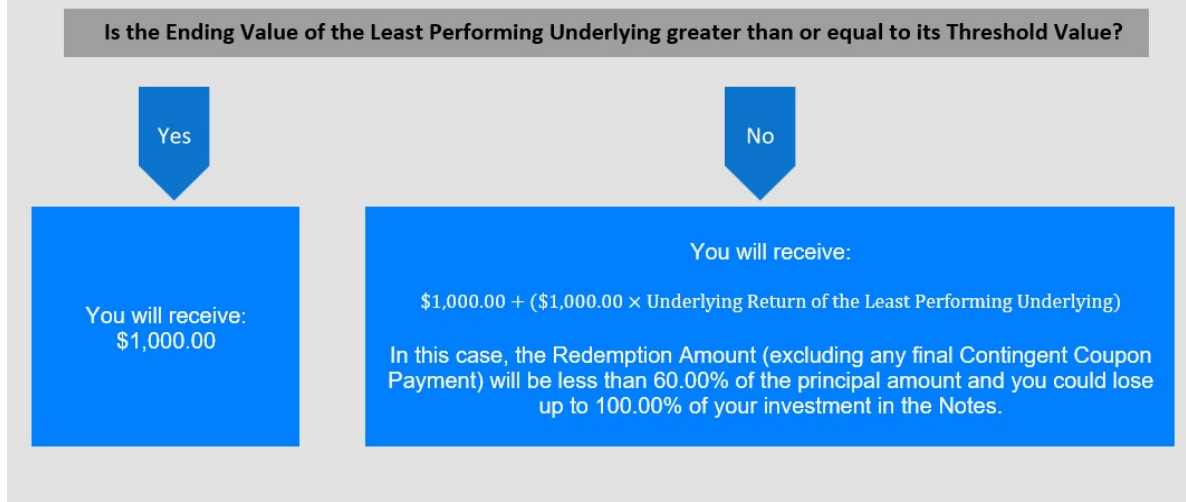 Is the Ending Value of the Least Performing Underlying greater than or equal to its Threshold Value?
Yes
No
You will receive:
$1,000.00
You will receive:
$1,000.00 + ($1,000.00 × Underlying Return of the Least Performing Underlying)
In this case, the Redemption Amount (excluding any final Contingent Coupon
Payment) will be less than 60.00% of the principal amount and you could lose
up to 100.00% of your investment in the Notes.